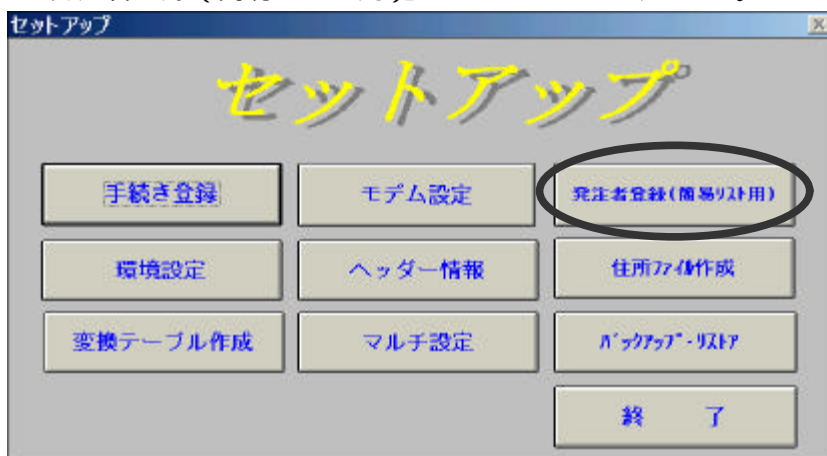 セットアップ
セットアップ
手続き登録
モデム設定
発注者登録(簡易リスト用)
環境設定
ヘッダー情報
住所ファイル作成
変換テーブル作成
マルチ設定
バックアップ・リストア
終 了